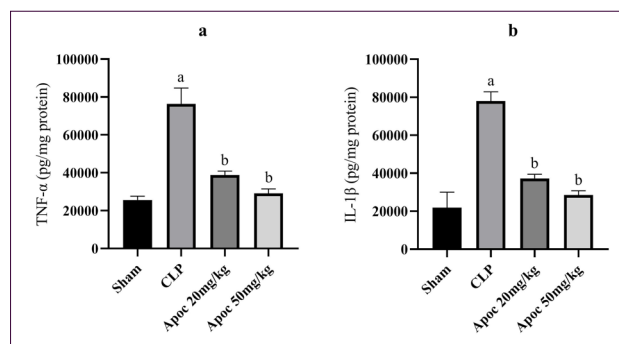 a
TNF-α (pg/mg protein)
100000
80000
60000
40000
20000
0
a
b
b
Sham
CLP
Apoc 20mg/kg
Apoc 50mg/kg
b
IL-1β (pg/mg protein)
100000
80000
60000
40000
20000
0
a
b
b
Sham
CLP
Apoc 20mg/kg
Apoc 50mg/kg